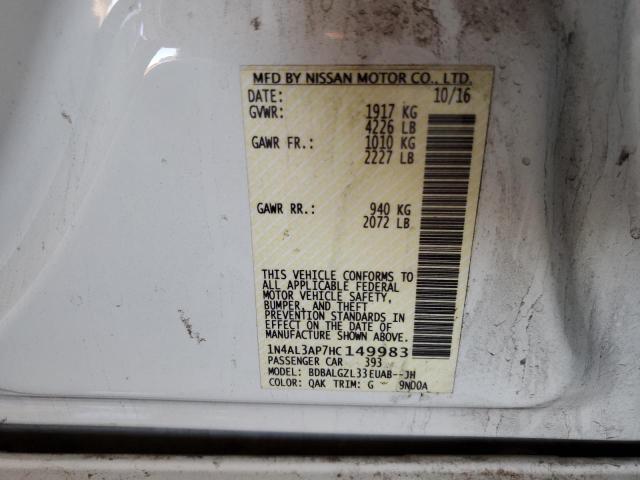 MFD BY NISSAN MOTOR CO., LTD.
DATE: 10/16
GVWR: 1917 KG
4226 LB
GAWR FR.: 1010 KG
2227 LB
GAWR RR.: 940 KG
2072 LB
THIS VEHICLE CONFORMS TO
ALL APPLICABLE FEDERAL
MOTOR VEHICLE SAFETY,
BUMPER, AND THEFT
PREVENTION STANDARDS IN
EFFECT ON THE DATE OF
MANUFACTURE SHOWN ABOVE.
1N4AL3AP7HC149983
PASSENGER CAR 393
MODEL: BDBALGZL33EUAB--JH
COLOR: QAK TRIM: G 9ND0A